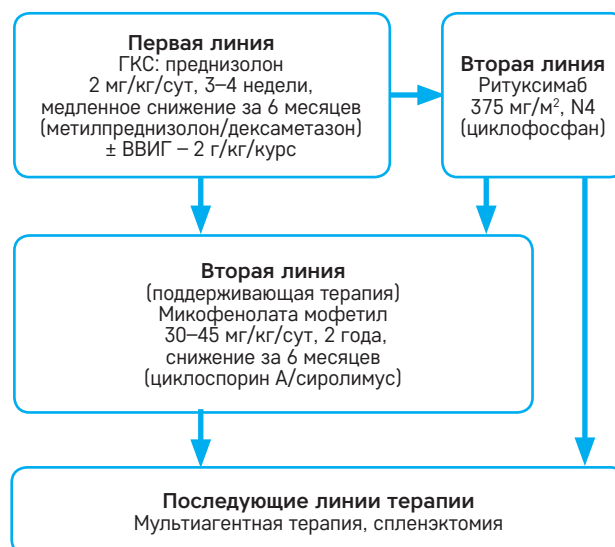 Первая линия
ГКС: преднизолон
2 мг/кг/сут, 3–4 недели,
медленное снижение за 6 месяцев
(метилпреднизолон/дексаметазон)
± ВВИГ – 2 г/кг/курс
Вторая линия
Ритуксимаб
375 мг/м², N4
(циклофосфан)
Вторая линия
(поддерживающая терапия)
Микофенолата мофетил
30–45 мг/кг/сут, 2 года,
снижение за 6 месяцев
(циклоспорин А/сиролимус)
Последующие линии терапии
Мультиагентная терапия, спленэктомия